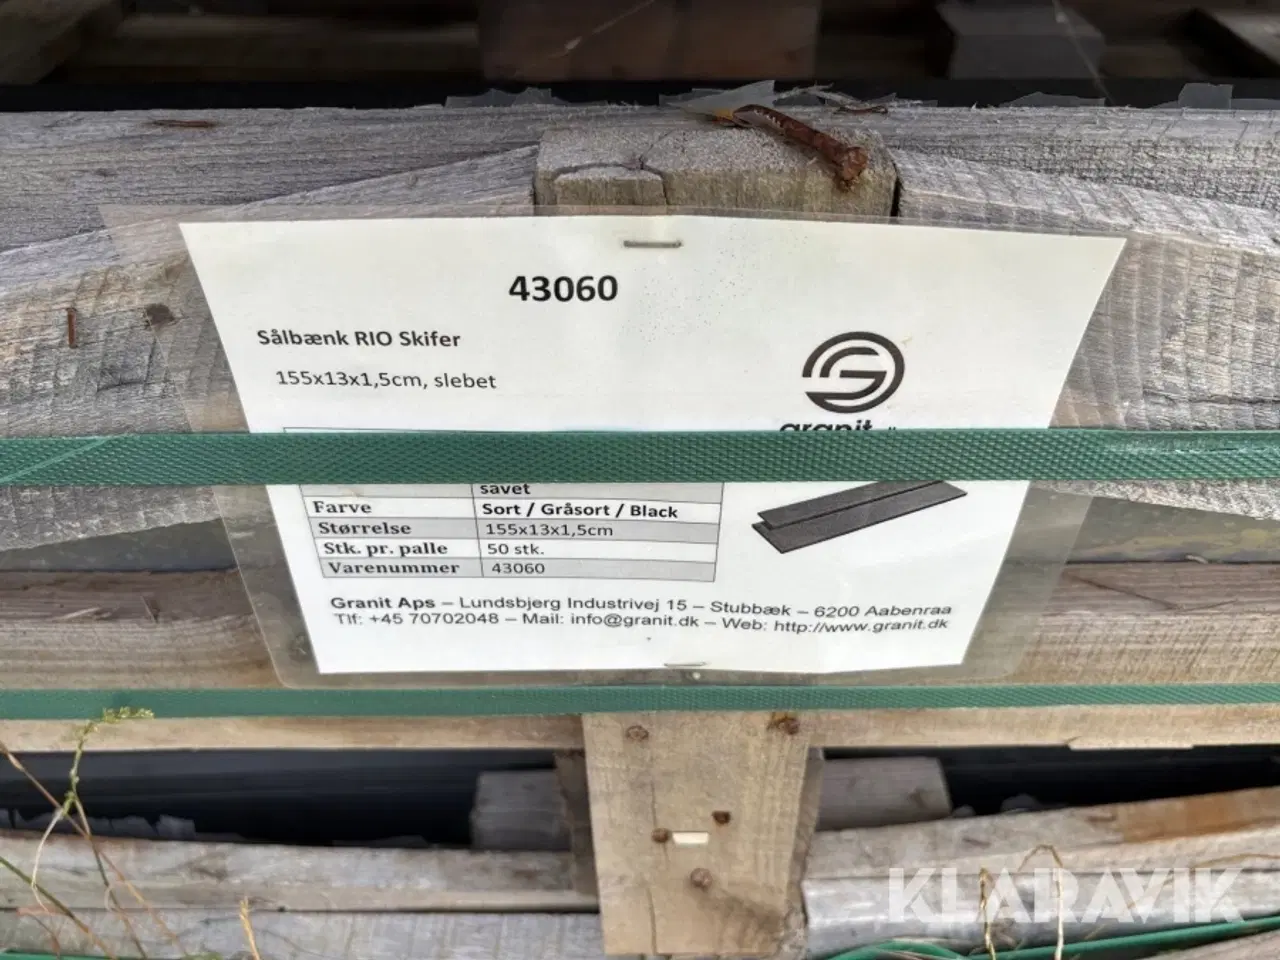 43060
Sålbænk RIO Skifer
155x13x1,5cm, slebet
granit
savet
Farve Sort / Gråsort / Black
Størrelse 155x13x1,5cm
Stk. pr. palle 50 stk.
Varenummer 43060
Granit Aps – Lundsbjerg Industrivej 15 – Stubbæk – 6200 Aabenraa
Tlf: +45 70702048 – Mail: info@granit.dk – Web: http://www.granit.dk
KLARAVIK